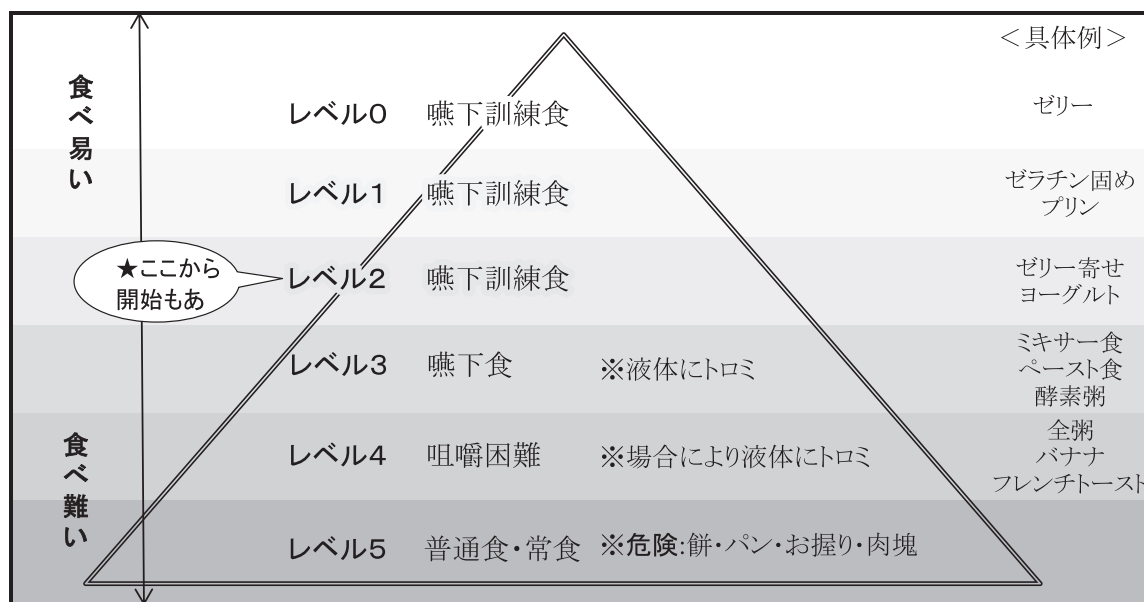 ＜具体例＞
食べ易い
レベル0 嚥下訓練食 ゼリー
レベル1 嚥下訓練食 ゼラチン固め
プリン
★ここから
開始もあ
レベル2 嚥下訓練食 ゼリー寄せ
ヨーグルト
レベル3 嚥下食 ※液体にトロミ ミキサー食
ペースト食
酵素粥
食べ難い
レベル4 咀嚼困難 ※場合により液体にトロミ 全粥
バナナ
フレンチトースト
レベル5 普通食・常食 ※危険:餅・パン・お握り・肉塊